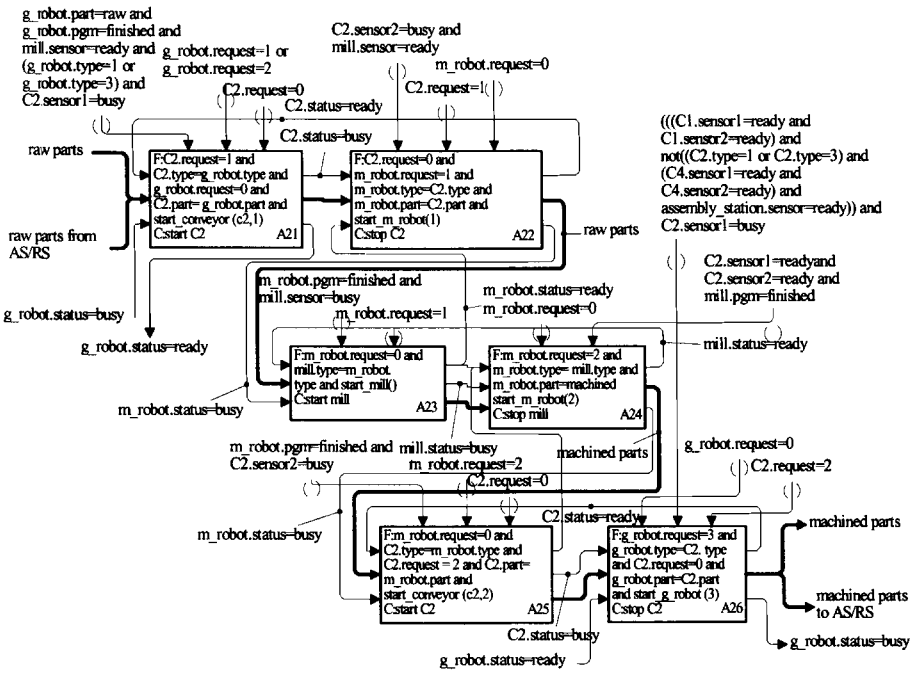 g_robot.part=raw and
g_robot.pgm=finished and
mill.sensor=ready and
(g_robot.type=1 or
g_robot.type=3) and
C2.sensor1=busy
g_robot.request=1 or
g_robot.request=2
C2.request=0
C2.status=ready
C2.status=busy
C2.sensor2=busy and
mill.sensor=ready
m_robot.request=0
C2.request=1
(((C1.sensor1=ready and
C1.sensor2=ready) and
not((C2.type=1 or C2.type=3) and
(C4.sensor1=ready and
C4.sensor2=ready) and
assembly_station.sensor=ready)) and
C2.sensor1=busy
raw parts
raw parts from
AS/RS
F:C2.request=1 and
C2.type=g_robot.type and
g_robot.request=0 and
C2.part= g_robot.part and
start_conveyor (c2,1)
C:start C2
A21
F:C2.request=0 and
m_robot.request=1 and
m_robot.type=C2.type and
m_robot.part=C2.part and
start_m_robot(1)
C:stop C2
A22
raw parts
C2.sensor1=readyand
C2.sensor2=ready and
mill.pgm=finished
g_robot.status=busy
g_robot.status=ready
m_robot.pgm=finished and
mill.sensor=busy
m_robot.request=1
m_robot.status=ready
m_robot.request=0
mill.status=ready
F:m_robot.request=0 and
mill.type=m_robot.
type and start_mill()
C:start mill
A23
F:m_robot.request=2 and
m_robot.type= mill.type and
m_robot.part=machined
start_m_robot(2)
C:stop mill
A24
m_robot.status=busy
m_robot.pgm=finished and
C2.sensor2=busy
mill.status=busy
m_robot.request=2
C2.request=0
machined parts
g_robot.request=0
C2.request=2
m_robot.status=busy
C2.status=ready
F:m_robot.request=0 and
C2.type=m_robot.type and
C2.request = 2 and C2.part=
m_robot.part and
start_conveyor (c2,2)
C:start C2
A25
F:g_robot.request=3 and
g_robot.type=C2. type
and C2.request=0 and
g_robot.part=C2.part
and start_g_robot (3)
C:stop C2
A26
machined parts
machined parts
to AS/RS
C2.status=busy
g_robot.status=ready
g_robot.status=busy